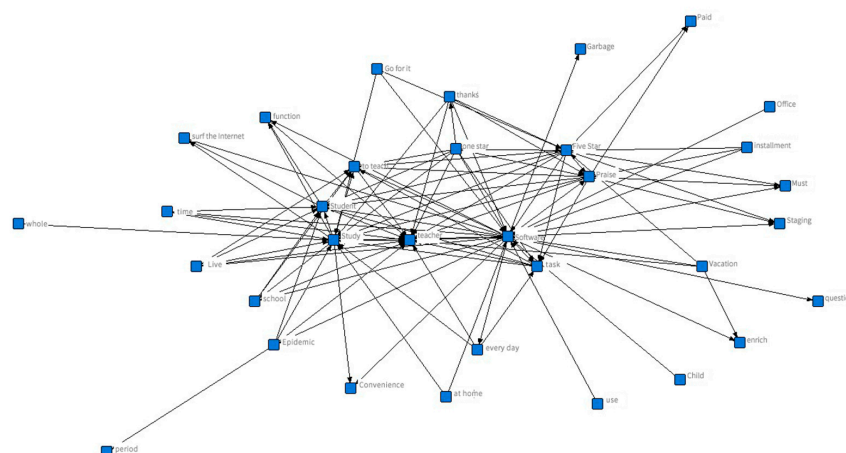 Paid
Garbage
Go for it
thanks
Office
function
surf the internet
one star
Five Star
installment
to teach
Praise
Must
Student
time
whole
Staging
Study
teacher
Software
Live
task
Vacation
school
questi
Epidemic
every day
enrich
Convenience
Child
at home
use
period